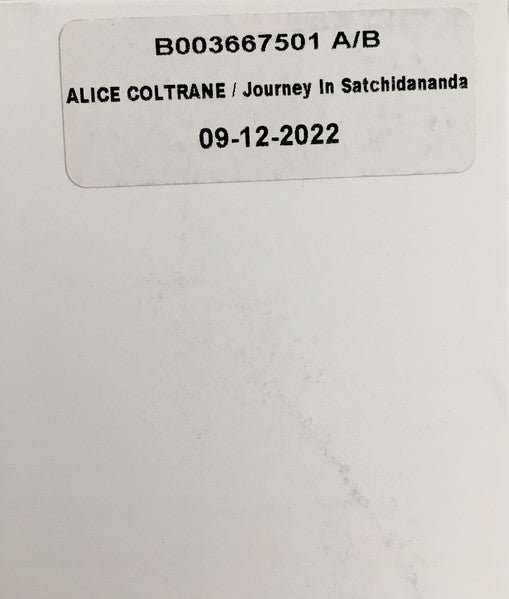 B003667501 A/B
ALICE COLTRANE / Journey In Satchidananda
09-12-2022